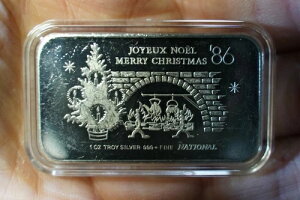 JOYEUX NOËL '86
MERRY CHRISTMAS
1 OZ TROY SILVER 999+ FINE NATIONAL